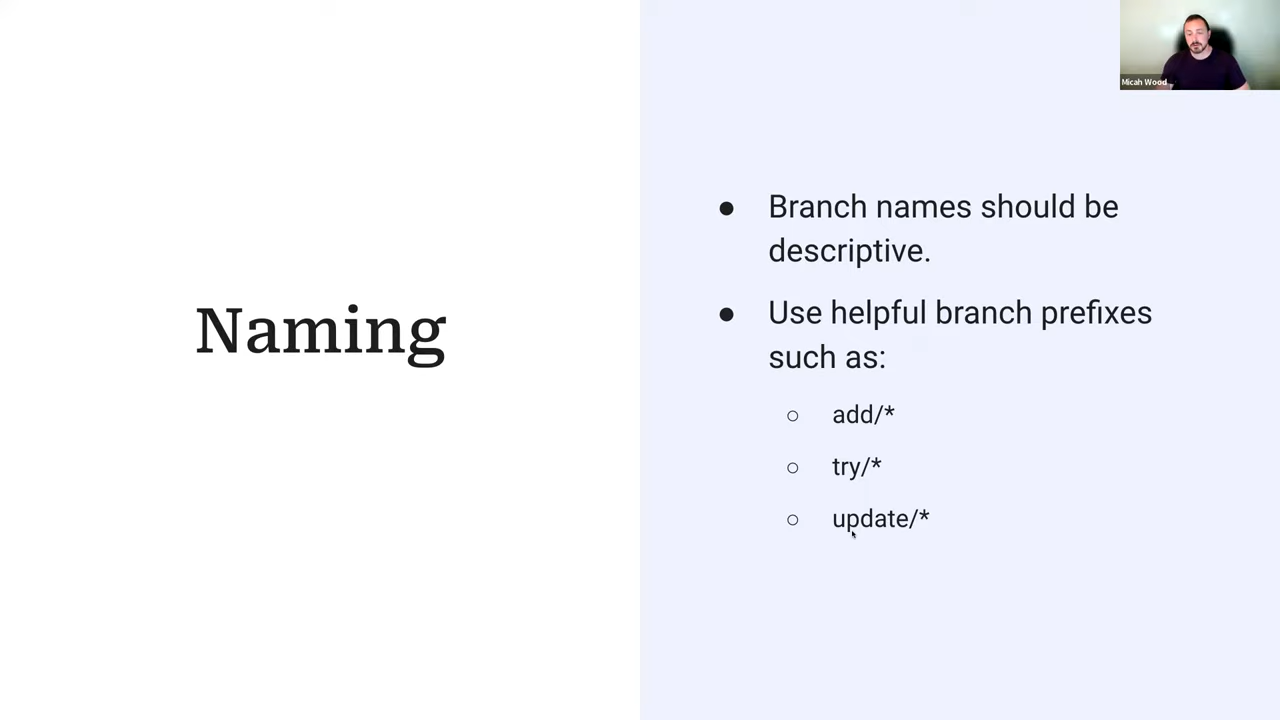 Micah Wood
Naming
● Branch names should be
descriptive.
● Use helpful branch prefixes
such as:
○ add/*
○ try/*
○ update/*